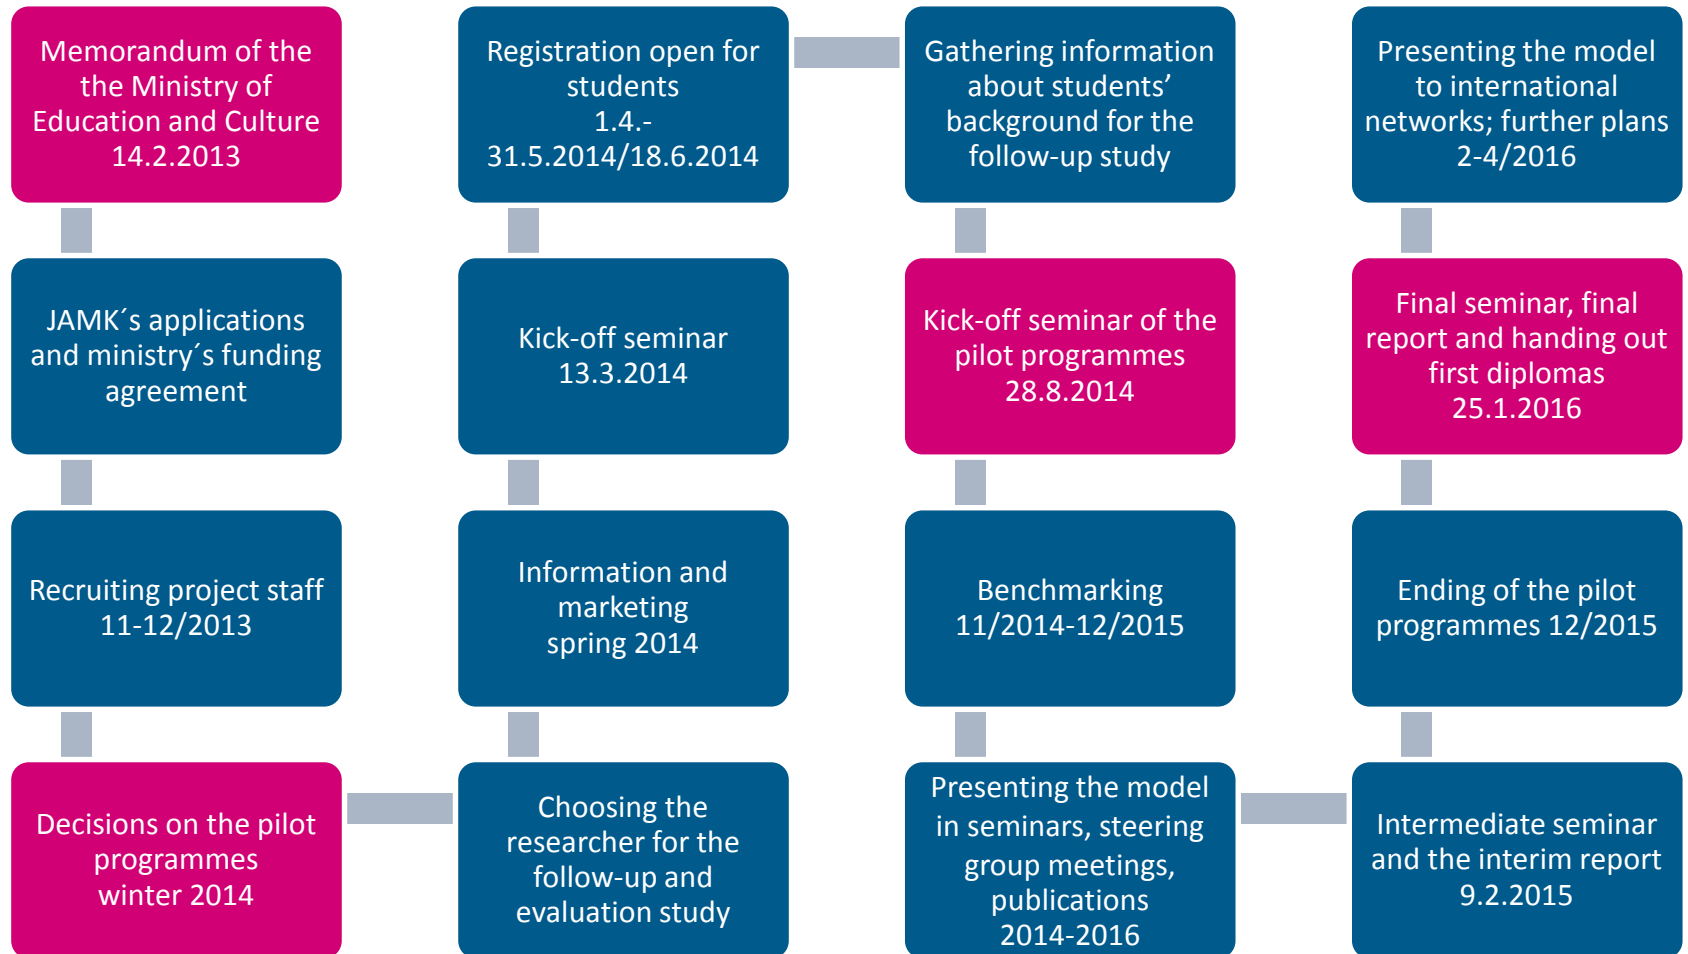 Memorandum of the
the Ministry of
Education and Culture
14.2.2013
JAMK´s applications
and ministry´s funding
agreement
Recruiting project staff
11-12/2013
Decisions on the pilot
programmes
winter 2014
Choosing the
researcher for the
follow-up and
evaluation study
Information and
marketing
spring 2014
Kick-off seminar
13.3.2014
Registration open for
students
1.4.-
31.5.2014/18.6.2014
Gathering information
about students’
background for the
follow-up study
Kick-off seminar of the
pilot programmes
28.8.2014
Benchmarking
11/2014-12/2015
Presenting the model
in seminars, steering
group meetings,
publications
2014-2016
Intermediate seminar
and the interim report
9.2.2015
Ending of the pilot
programmes 12/2015
Final seminar, final
report and handing out
first diplomas
25.1.2016
Presenting the model
to international
networks; further plans
2-4/2016